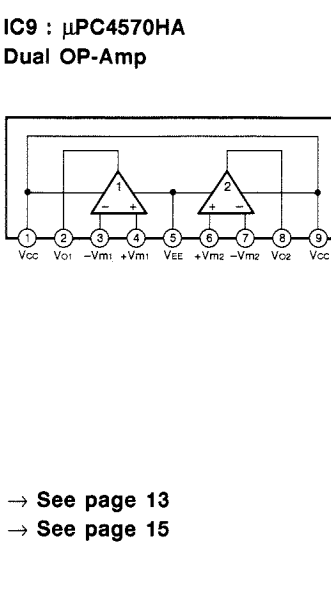 IC9 : µPC4570HA
Dual OP-Amp
1 2
− + + −
1 2 3 4 5 6 7 8 9
Vcc Vo1 −Vm1 +Vm1 VEE +Vm2 −Vm2 Vo2 Vcc
→ See page 13
→ See page 15